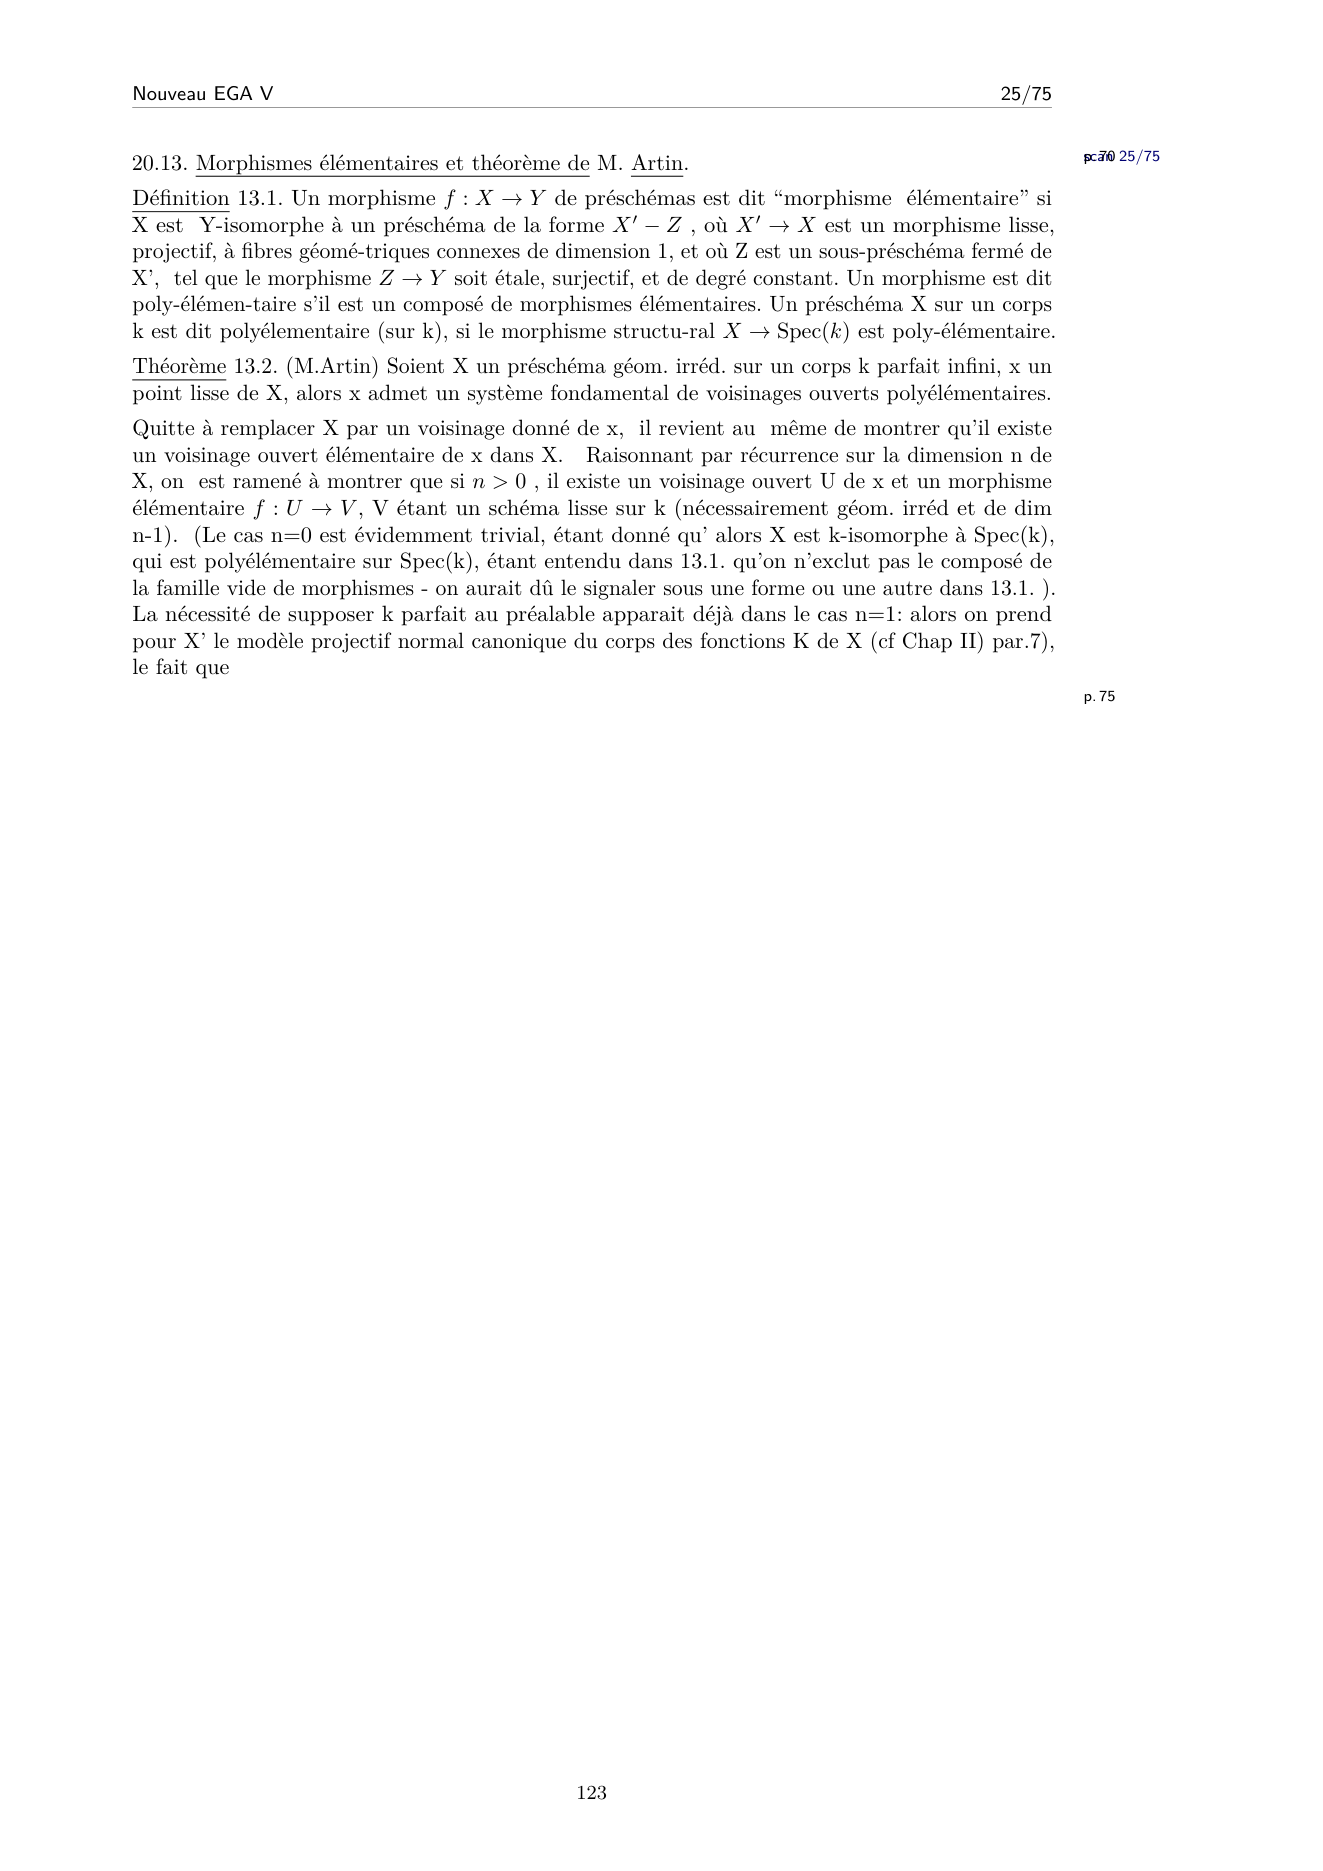 Nouveau EGA V 25/75
20.13. Morphismes élémentaires et théorème de M. Artin.
scan 25/75
p. 70
Définition 13.1. Un morphisme f : X → Y de préschémas est dit “morphisme élémentaire” si
X est Y-isomorphe à un préschéma de la forme X′ − Z , où X′ → X est un morphisme lisse,
projectif, à fibres géomé-triques connexes de dimension 1, et où Z est un sous-préschéma fermé de
X’, tel que le morphisme Z → Y soit étale, surjectif, et de degré constant. Un morphisme est dit
poly-élémen-taire s’il est un composé de morphismes élémentaires. Un préschéma X sur un corps
k est dit polyélementaire (sur k), si le morphisme structu-ral X → Spec(k) est poly-élémentaire.
Théorème 13.2. (M.Artin) Soient X un préschéma géom. irréd. sur un corps k parfait infini, x un
point lisse de X, alors x admet un système fondamental de voisinages ouverts polyélémentaires.
Quitte à remplacer X par un voisinage donné de x, il revient au même de montrer qu’il existe
un voisinage ouvert élémentaire de x dans X. Raisonnant par récurrence sur la dimension n de
X, on est ramené à montrer que si n > 0 , il existe un voisinage ouvert U de x et un morphisme
élémentaire f : U → V, V étant un schéma lisse sur k (nécessairement géom. irréd et de dim
n-1). (Le cas n=0 est évidemment trivial, étant donné qu’ alors X est k-isomorphe à Spec(k),
qui est polyélémentaire sur Spec(k), étant entendu dans 13.1. qu’on n’exclut pas le composé de
la famille vide de morphismes - on aurait dû le signaler sous une forme ou une autre dans 13.1. ).
La nécessité de supposer k parfait au préalable apparait déjà dans le cas n=1: alors on prend
pour X’ le modèle projectif normal canonique du corps des fonctions K de X (cf Chap II) par.7),
le fait que
p. 75
123